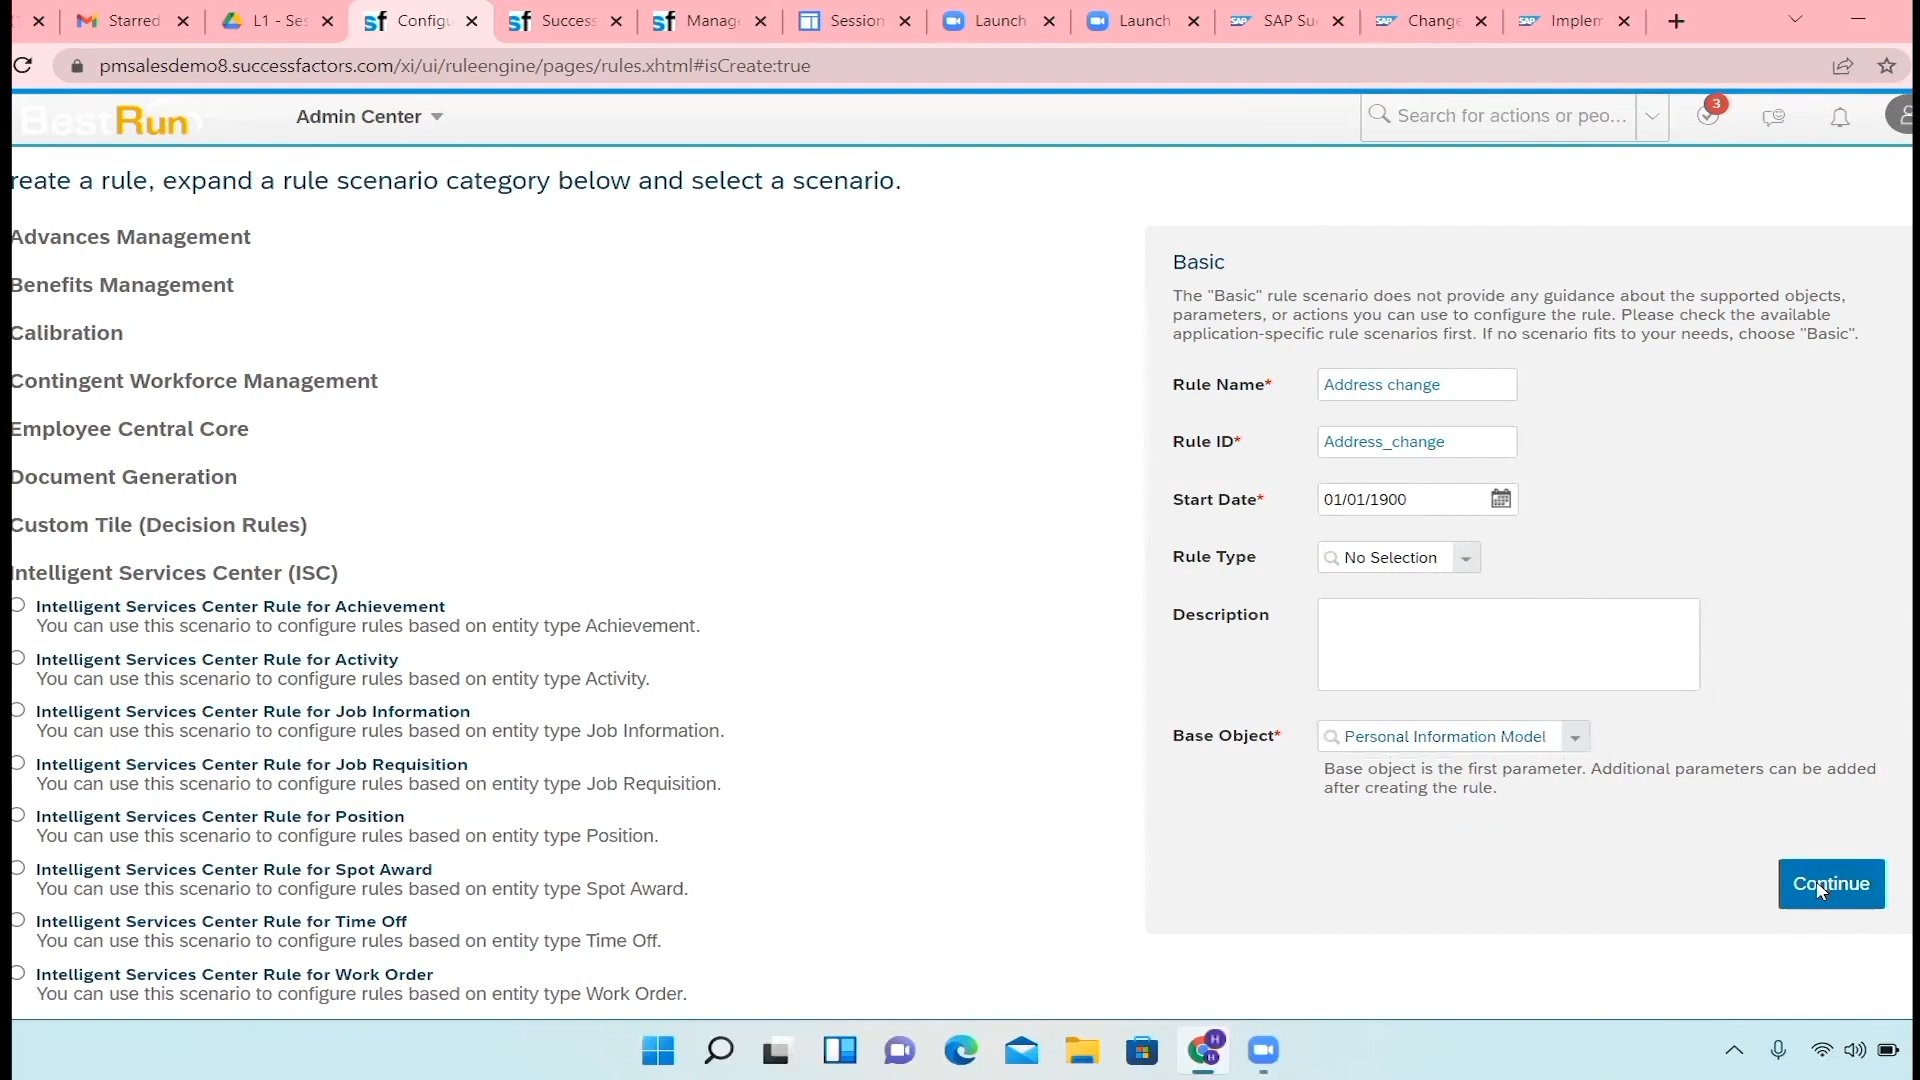 Starred
L1 - Ses
Config
Success
Manag
Session
Launch
Launch
SAP Su
Change
Implem
pmsalesdemo8.successfactors.com/xi/ui/ruleengine/pages/rules.xhtml#isCreate:true
BestRun
Admin Center
Search for actions or peo...
3
reate a rule, expand a rule scenario category below and select a scenario.
Advances Management
Benefits Management
Calibration
Contingent Workforce Management
Employee Central Core
Document Generation
Custom Tile (Decision Rules)
Intelligent Services Center (ISC)
Intelligent Services Center Rule for Achievement
You can use this scenario to configure rules based on entity type Achievement.
Intelligent Services Center Rule for Activity
You can use this scenario to configure rules based on entity type Activity.
Intelligent Services Center Rule for Job Information
You can use this scenario to configure rules based on entity type Job Information.
Intelligent Services Center Rule for Job Requisition
You can use this scenario to configure rules based on entity type Job Requisition.
Intelligent Services Center Rule for Position
You can use this scenario to configure rules based on entity type Position.
Intelligent Services Center Rule for Spot Award
You can use this scenario to configure rules based on entity type Spot Award.
Intelligent Services Center Rule for Time Off
You can use this scenario to configure rules based on entity type Time Off.
Intelligent Services Center Rule for Work Order
You can use this scenario to configure rules based on entity type Work Order.
Basic
The "Basic" rule scenario does not provide any guidance about the supported objects,
parameters, or actions you can use to configure the rule. Please check the available
application-specific rule scenarios first. If no scenario fits to your needs, choose "Basic".
Rule Name* Address change
Rule ID* Address_change
Start Date* 01/01/1900
Rule Type No Selection
Description
Base Object* Personal Information Model
Base object is the first parameter. Additional parameters can be added
after creating the rule.
Continue